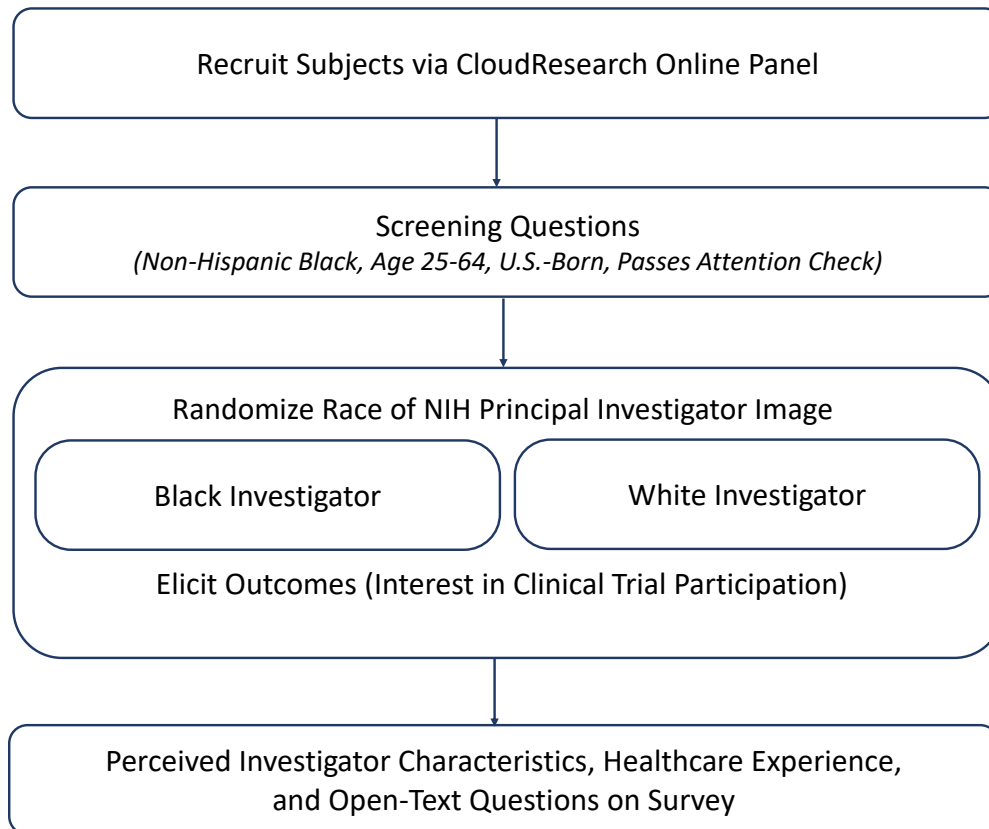 Recruit Subjects via CloudResearch Online Panel
Screening Questions
(Non-Hispanic Black, Age 25-64, U.S.-Born, Passes Attention Check)
Randomize Race of NIH Principal Investigator Image
Black Investigator
White Investigator
Elicit Outcomes (Interest in Clinical Trial Participation)
Perceived Investigator Characteristics, Healthcare Experience,
and Open-Text Questions on Survey